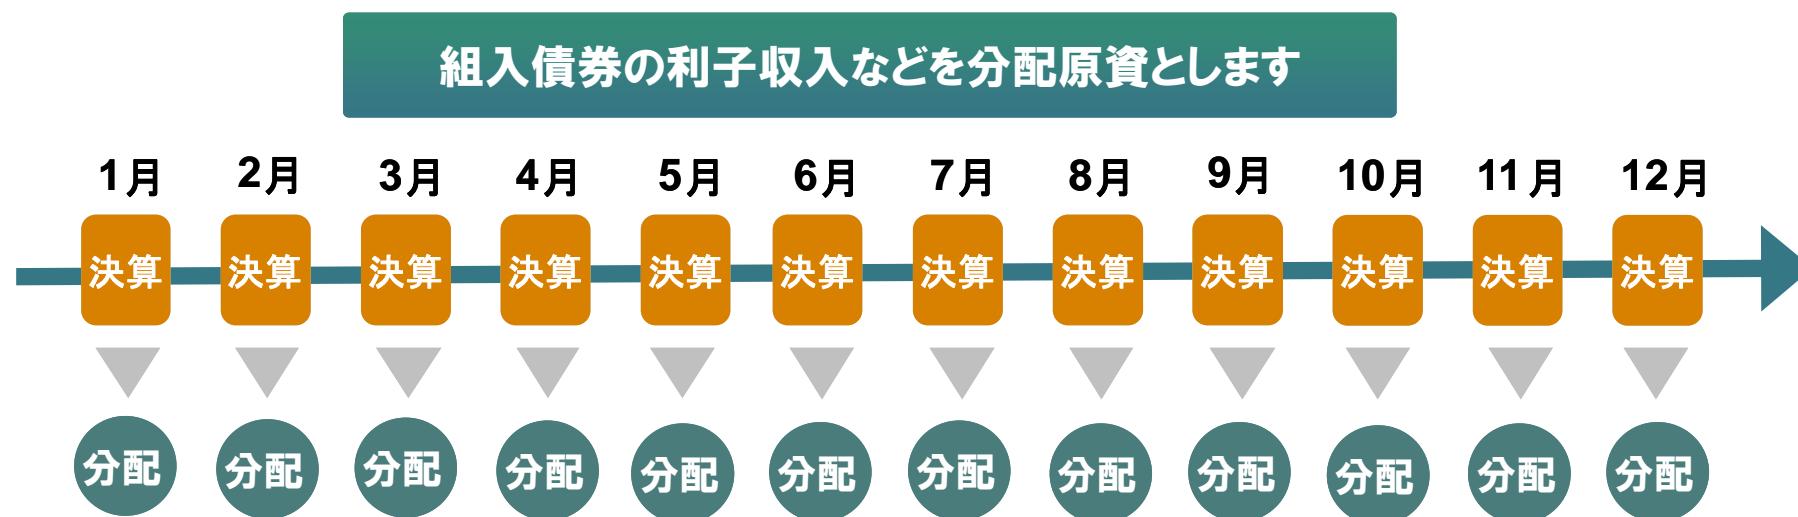 組入債券の利子収入などを分配原資とします
1月 2月 3月 4月 5月 6月 7月 8月 9月 10月 11月 12月
決算 決算 決算 決算 決算 決算 決算 決算 決算 決算 決算 決算
分配 分配 分配 分配 分配 分配 分配 分配 分配 分配 分配 分配